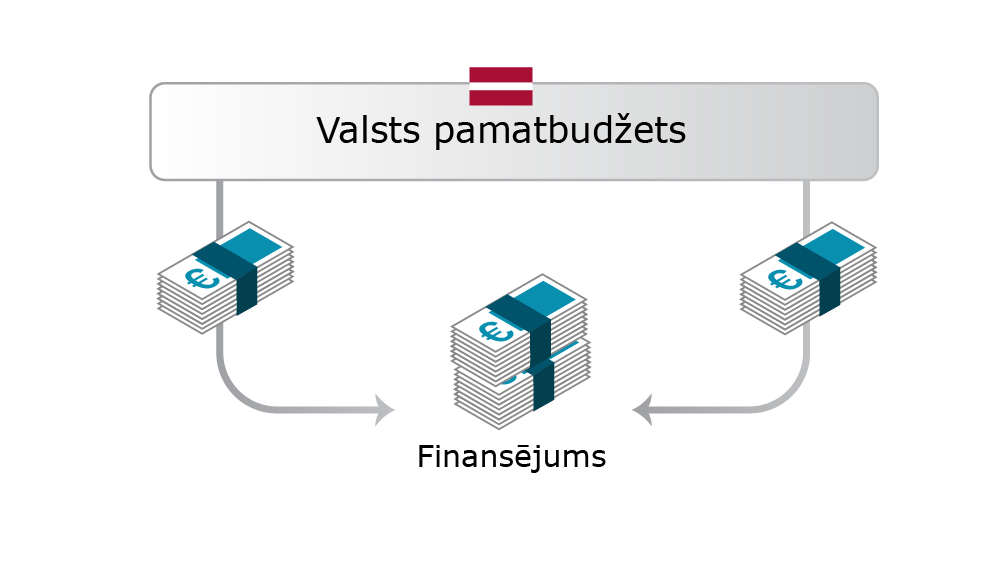 Valsts pamatbudžets
€
€
€
Finansējums